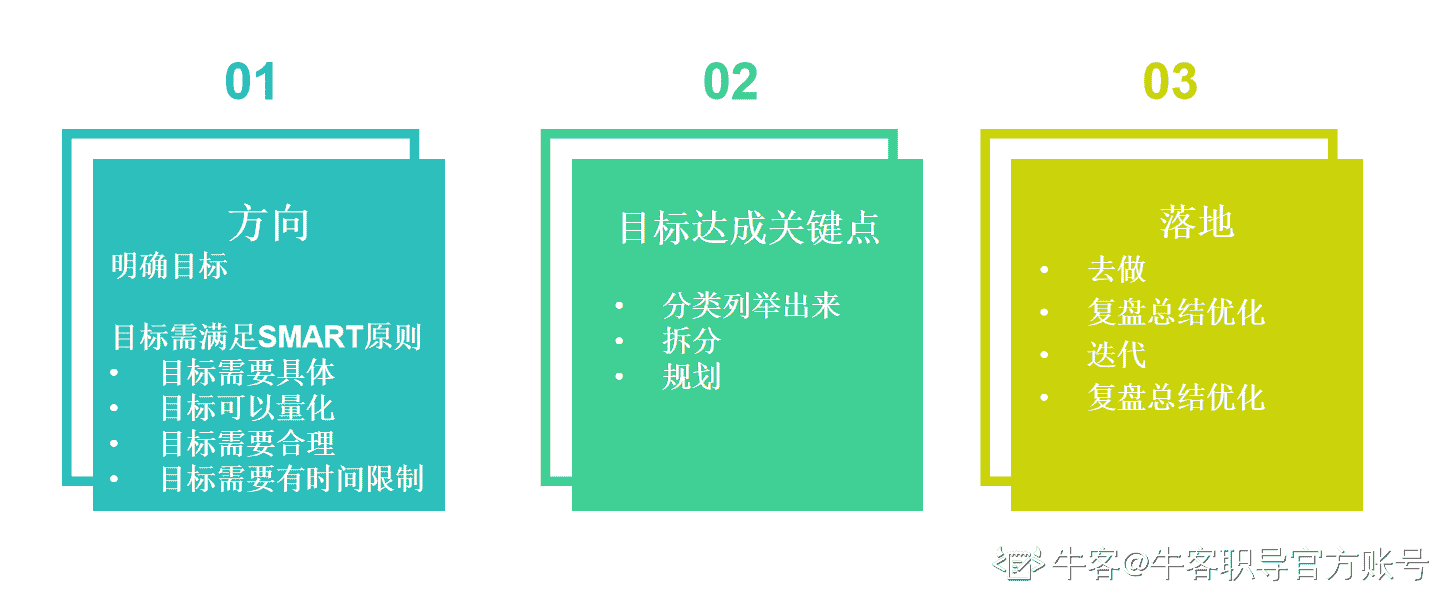 01
方向
明确目标
目标需满足SMART原则
• 目标需要具体
• 目标可以量化
• 目标需要合理
• 目标需要有时间限制
02
目标达成关键点
• 分类列举出来
• 拆分
• 规划
03
落地
• 去做
• 复盘总结优化
• 迭代
• 复盘总结优化
牛客@牛客职导官方账号